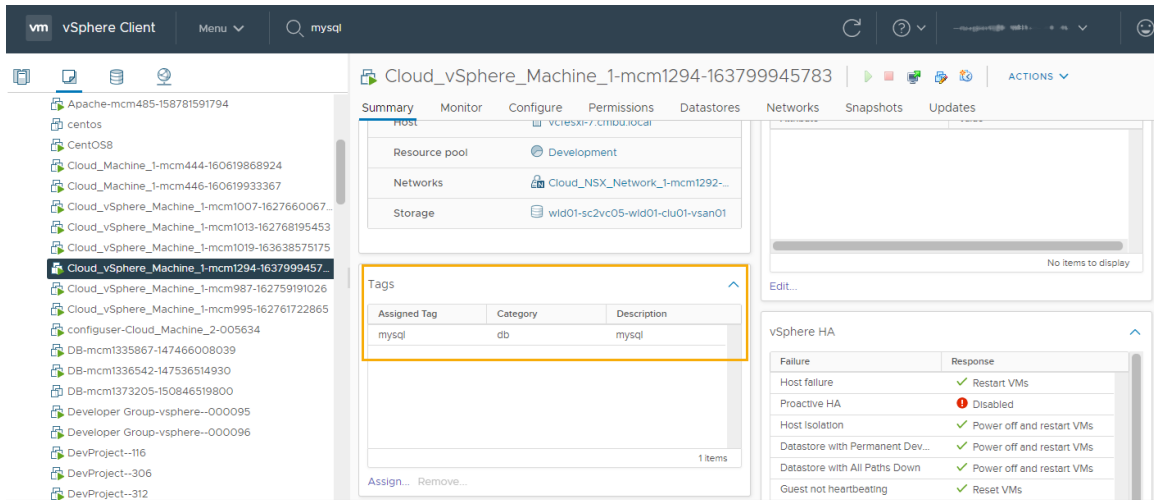 vm vSphere Client Menu mysql
Apache-mcm485-158781591794
centos
CentOS8
Cloud_Machine_1-mcm444-160619868924
Cloud_Machine_1-mcm446-160619933367
Cloud_vSphere_Machine_1-mcm1007-1627660067...
Cloud_vSphere_Machine_1-mcm1013-162768195453
Cloud_vSphere_Machine_1-mcm1019-163638575175
Cloud_vSphere_Machine_1-mcm1294-1637999457...
Cloud_vSphere_Machine_1-mcm987-162759191026
Cloud_vSphere_Machine_1-mcm995-162761722865
configuser-Cloud_Machine_2-005634
DB-mcm1335867-147466008039
DB-mcm1336542-147536514930
DB-mcm1373205-150846519800
Developer Group-vsphere--000095
Developer Group-vsphere--000096
DevProject--116
DevProject--306
DevProject--312
Cloud_vSphere_Machine_1-mcm1294-163799945783 ACTIONS
Summary Monitor Configure Permissions Datastores Networks Snapshots Updates
Host vcfesxi-7.cmbu.local
Resource pool Development
Networks Cloud_NSX_Network_1-mcm1292-...
Storage wld01-sc2vc05-wld01-clu01-vsan01
Tags
Assigned Tag Category Description
mysql db mysql
1 items
Assign... Remove...
Attribute Value
No items to display
Edit...
vSphere HA
Failure Response
Host failure Restart VMs
Proactive HA Disabled
Host Isolation Power off and restart VMs
Datastore with Permanent Dev... Power off and restart VMs
Datastore with All Paths Down Power off and restart VMs
Guest not heartbeating Reset VMs